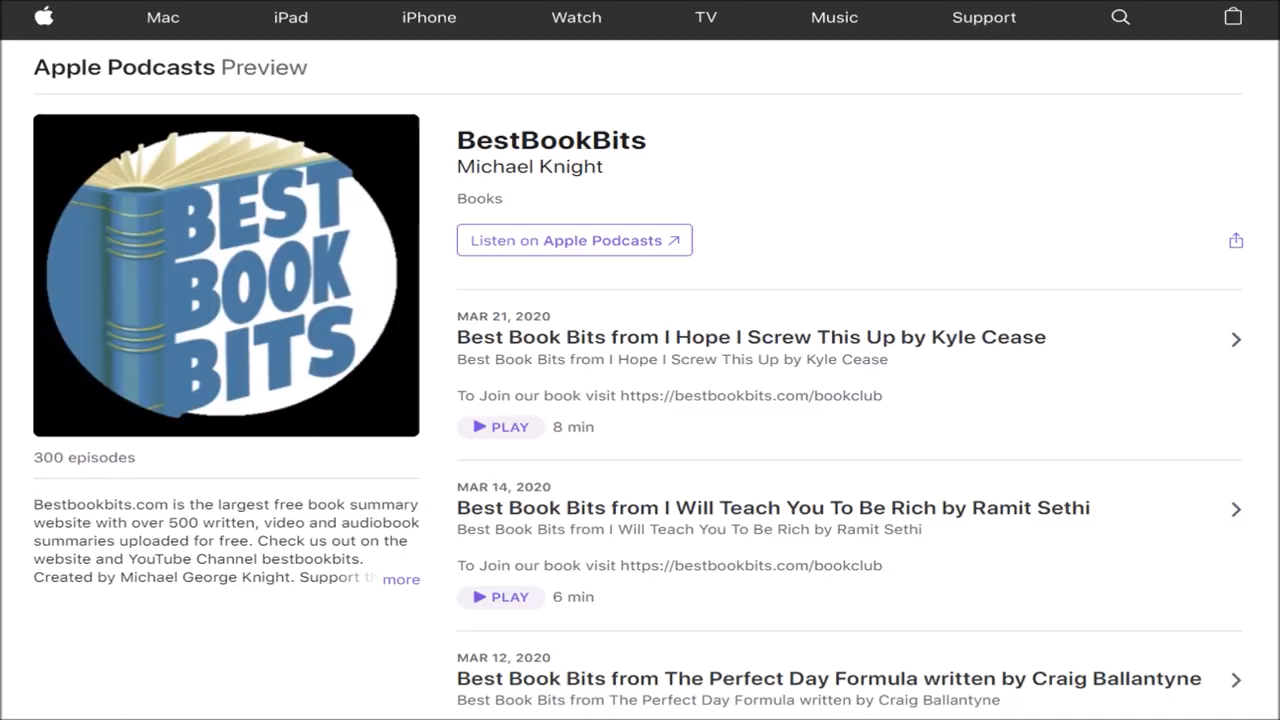 Mac iPad iPhone Watch TV Music Support
Apple Podcasts Preview
BEST
BOOK
BITS
300 episodes
Bestbookbits.com is the largest free book summary
website with over 500 written, video and audiobook
summaries uploaded for free. Check us out on the
website and YouTube Channel bestbookbits.
Created by Michael George Knight. Support more
BestBookBits
Michael Knight
Books
Listen on Apple Podcasts ↗
MAR 21, 2020
Best Book Bits from I Hope I Screw This Up by Kyle Cease
Best Book Bits from I Hope I Screw This Up by Kyle Cease
To Join our book visit https://bestbookbits.com/bookclub
PLAY 8 min
MAR 14, 2020
Best Book Bits from I Will Teach You To Be Rich by Ramit Sethi
Best Book Bits from I Will Teach You To Be Rich by Ramit Sethi
To Join our book visit https://bestbookbits.com/bookclub
PLAY 6 min
MAR 12, 2020
Best Book Bits from The Perfect Day Formula written by Craig Ballantyne
Best Book Bits from The Perfect Day Formula written by Craig Ballantyne